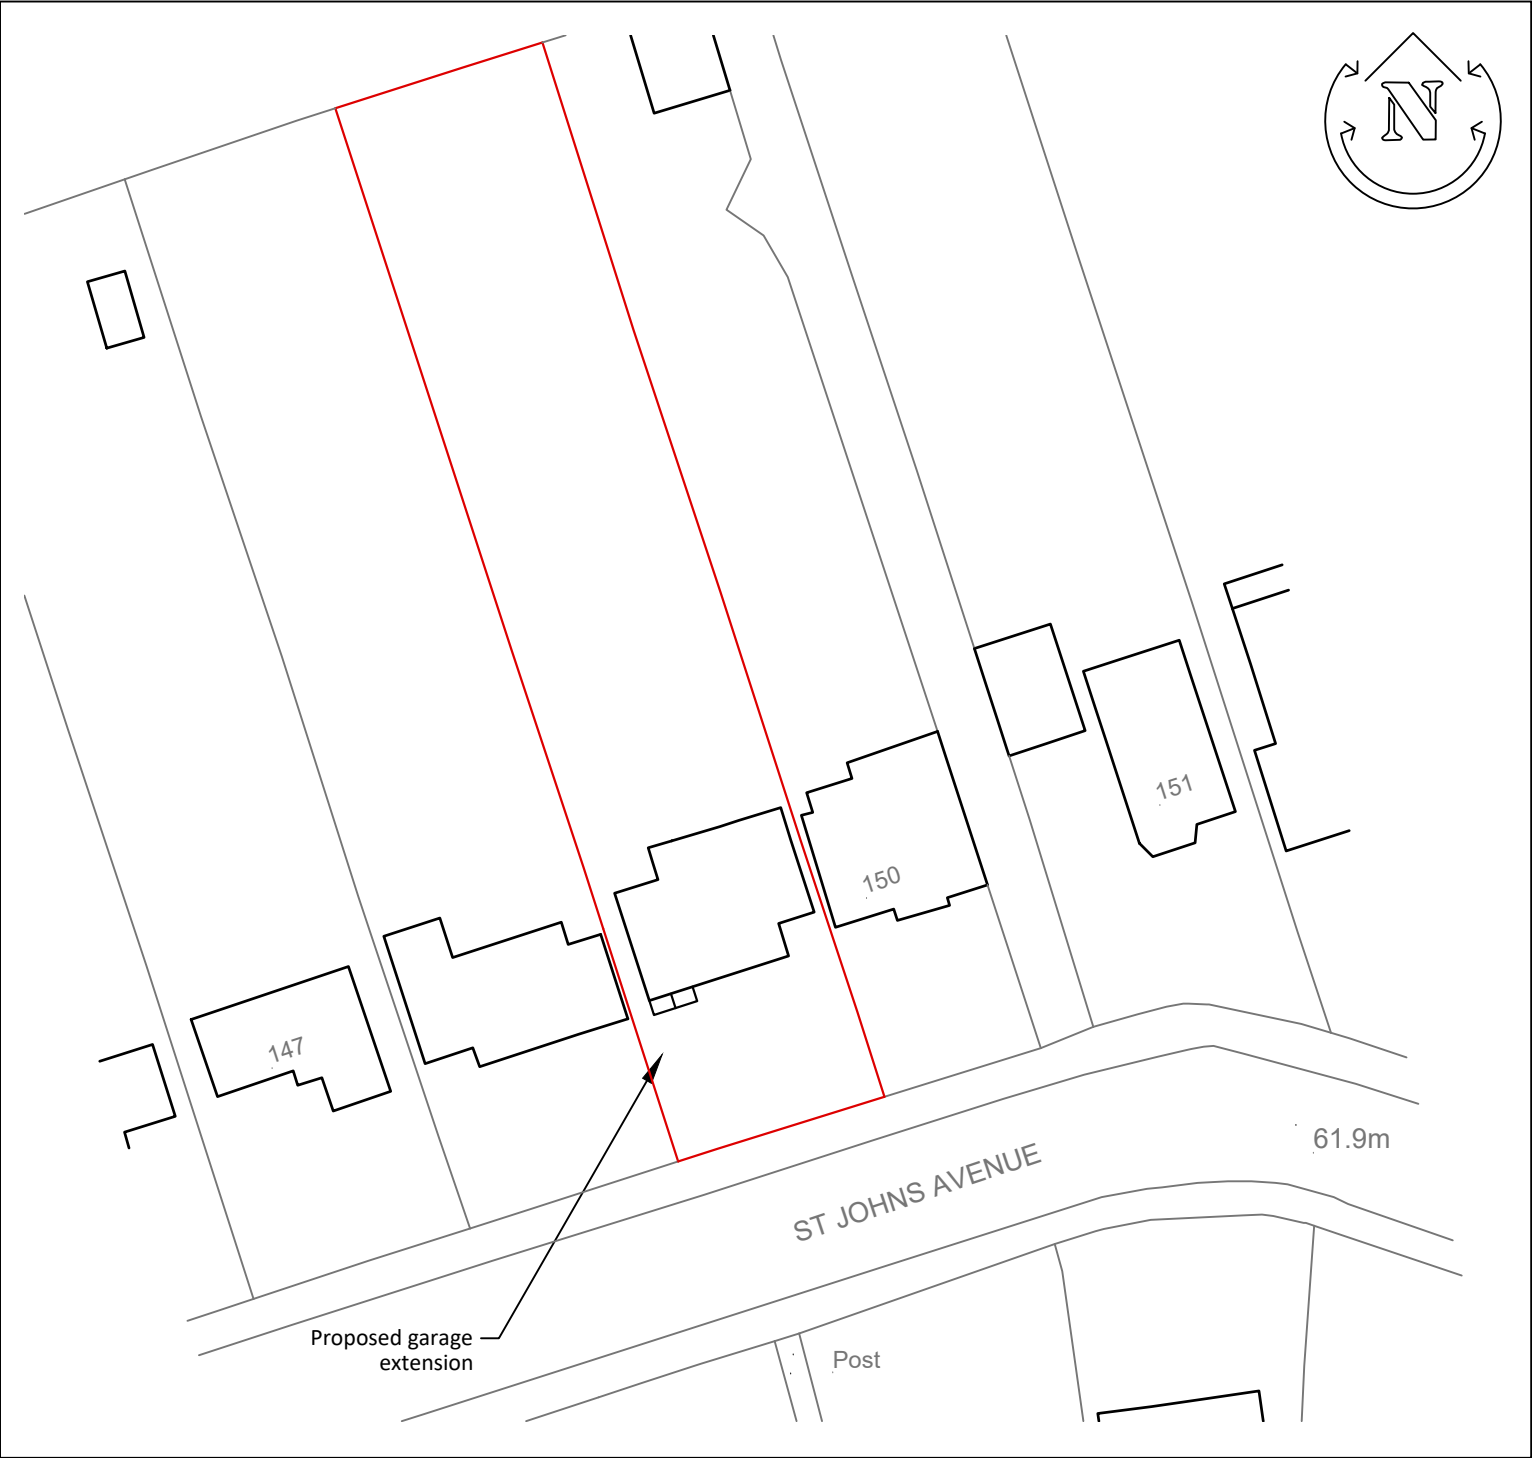 N
151
150
147
61.9m
ST JOHNS AVENUE
Proposed garage
extension
Post